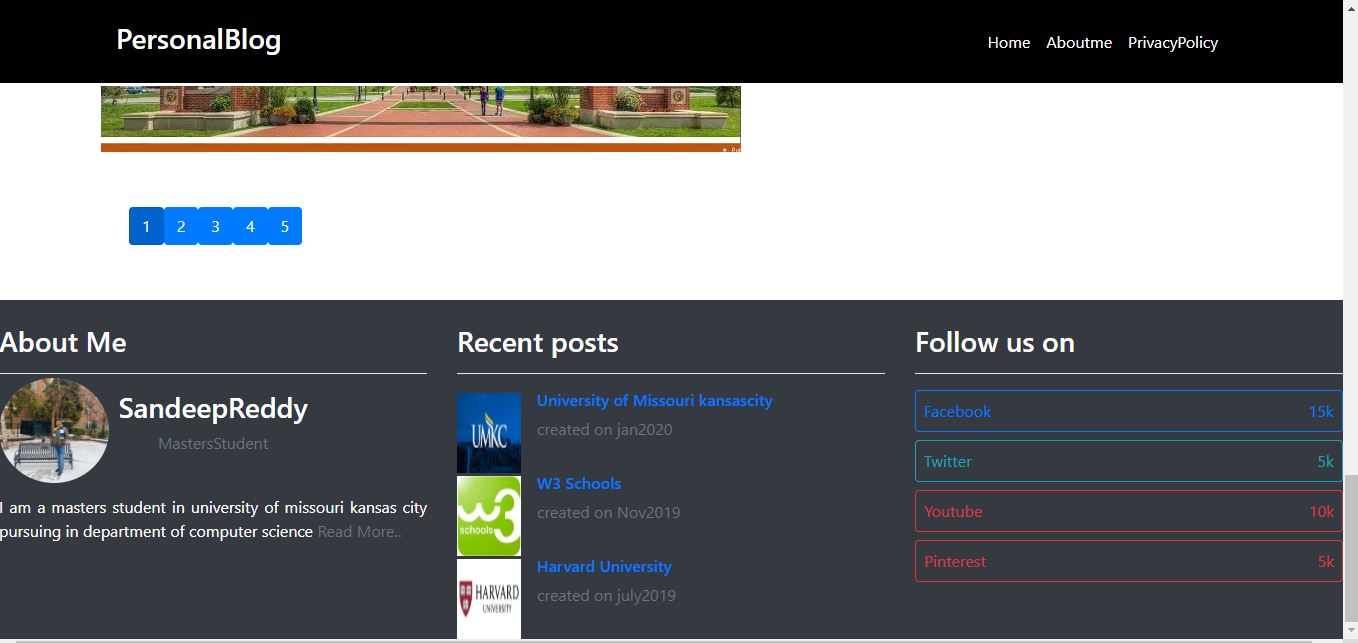 PersonalBlog
Home Aboutme PrivacyPolicy
1 2 3 4 5
About Me
SandeepReddy
MastersStudent
I am a masters student in university of missouri kansas city
pursuing in department of computer science Read More..
Recent posts
UMKC
University of Missouri kansascity
created on jan2020
w3
schools
W3 Schools
created on Nov2019
HARVARD
UNIVERSITY
Harvard University
created on july2019
Follow us on
Facebook 15k
Twitter 5k
Youtube 10k
Pinterest 5k